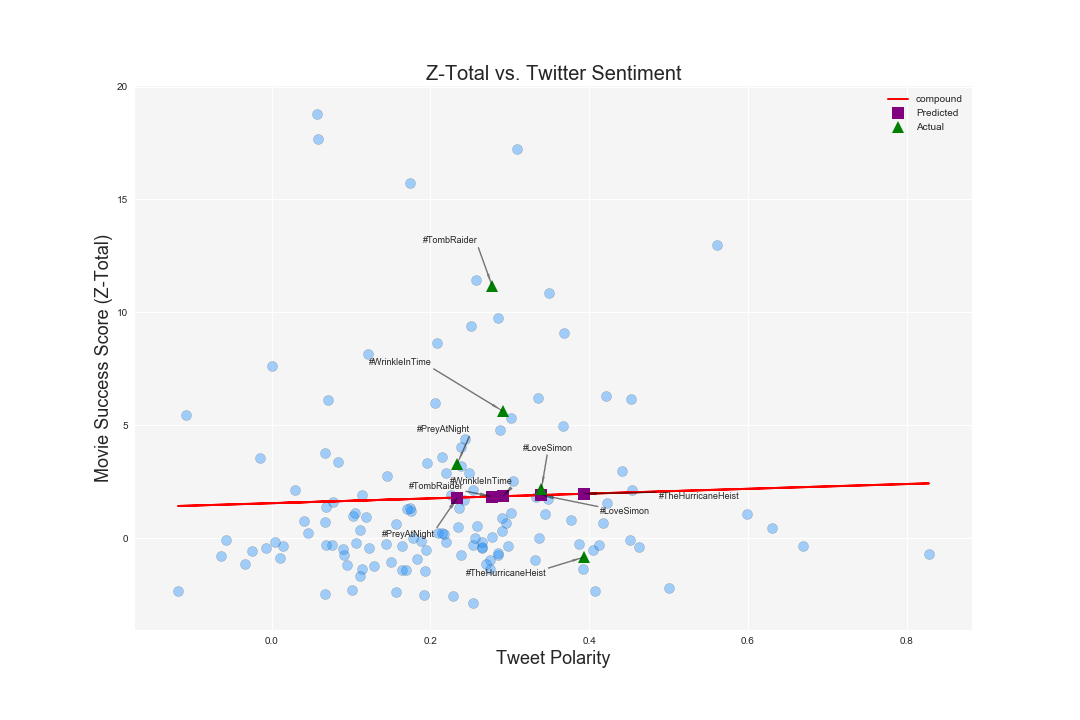 Z-Total vs. Twitter Sentiment
compound
Predicted
Actual
Movie Success Score (Z-Total)
20
15
10
5
0
#TombRaider
#WrinkleInTime
#PreyAtNight
#LoveSimon
#WrinkleInTime
#TombRaider
#TheHurricaneHeist
#LoveSimon
#PreyAtNight
#TheHurricaneHeist
0.0
0.2
0.4
0.6
0.8
Tweet Polarity